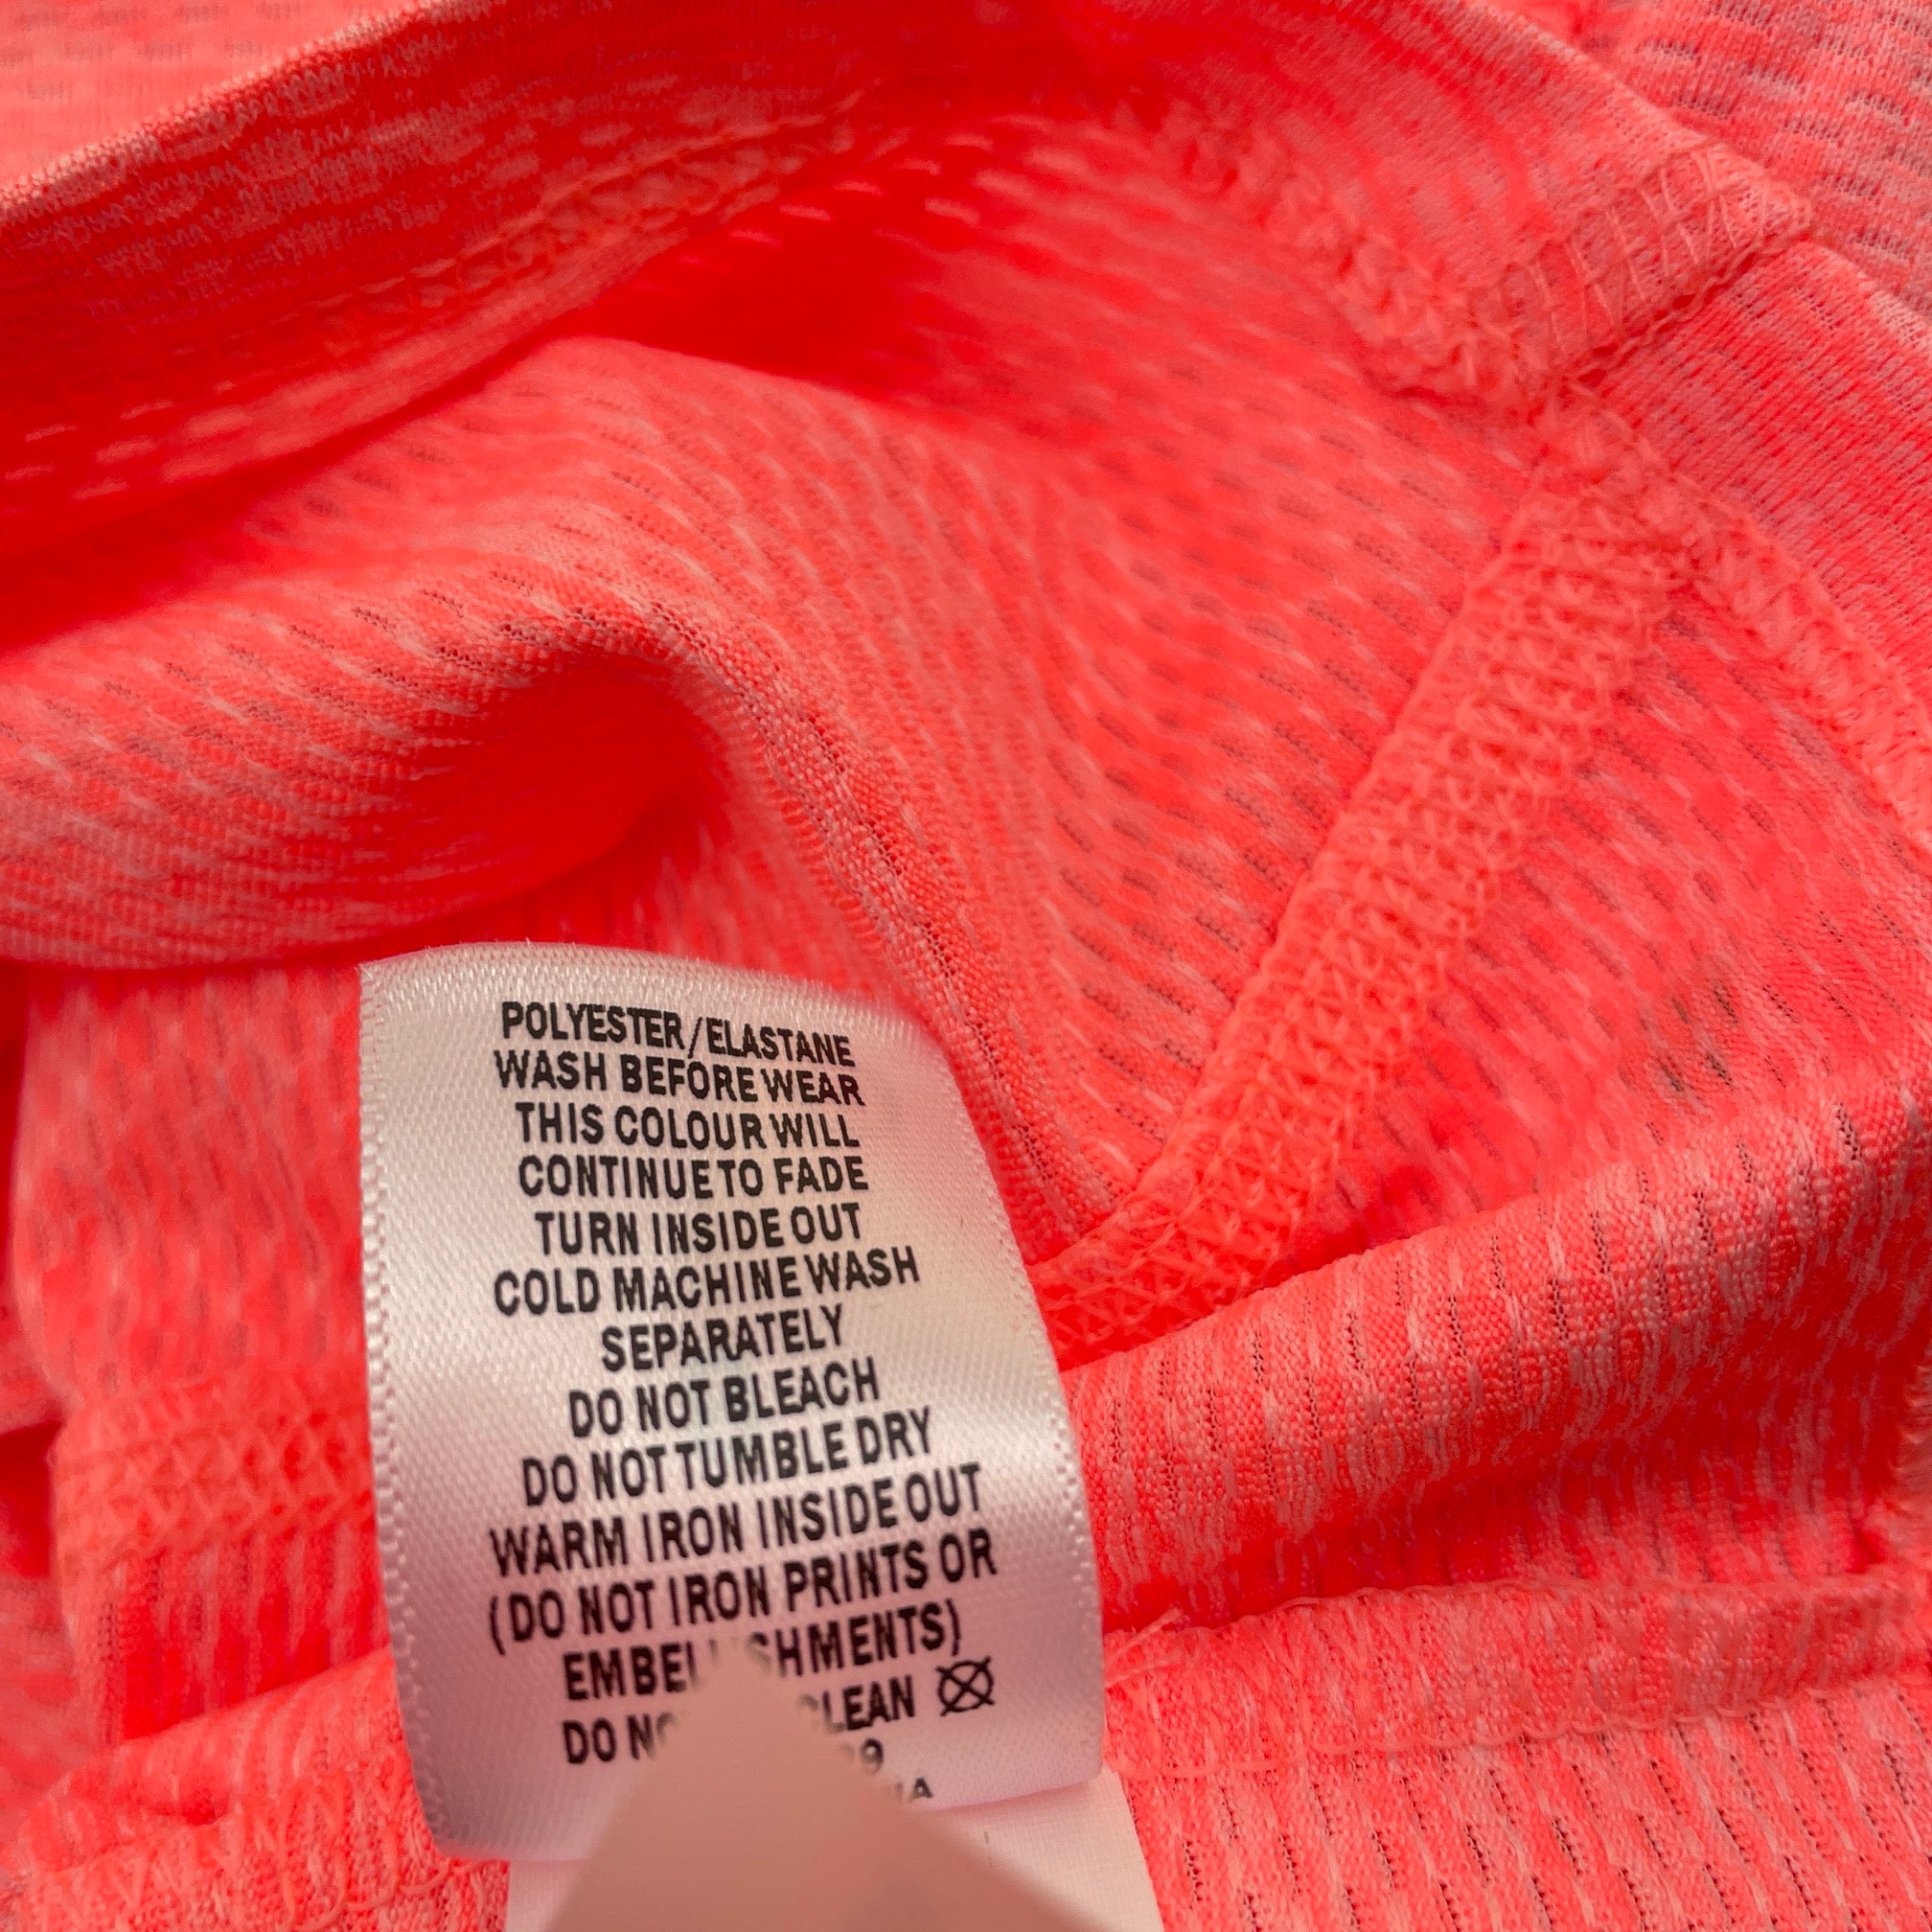 POLYESTER/ELASTANE
WASH BEFORE WEAR
THIS COLOUR WILL
CONTINUE TO FADE
TURN INSIDE OUT
COLD MACHINE WASH
SEPARATELY
DO NOT BLEACH
DO NOT TUMBLE DRY
WARM IRON INSIDE OUT
(DO NOT IRON PRINTS OR
DO